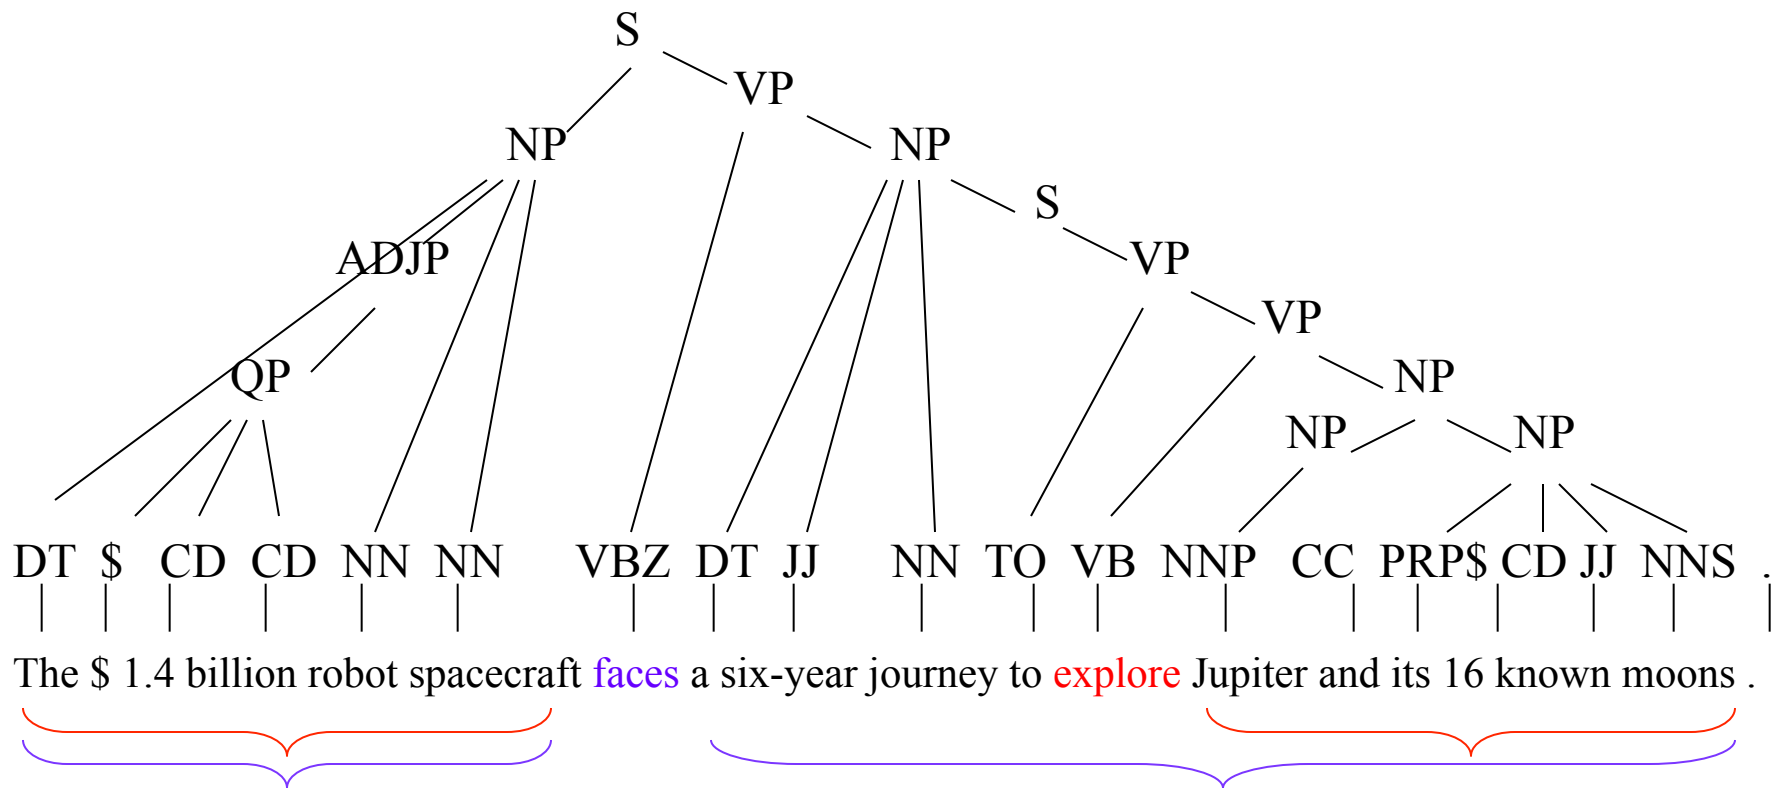 S
VP
NP NP
S
ADJP VP
VP
QP NP
NP NP
DT $ CD CD NN NN VBZ DT JJ NN TO VB NNP CC PRP$ CD JJ NNS .
The $ 1.4 billion robot spacecraft faces a six-year journey to explore Jupiter and its 16 known moons .